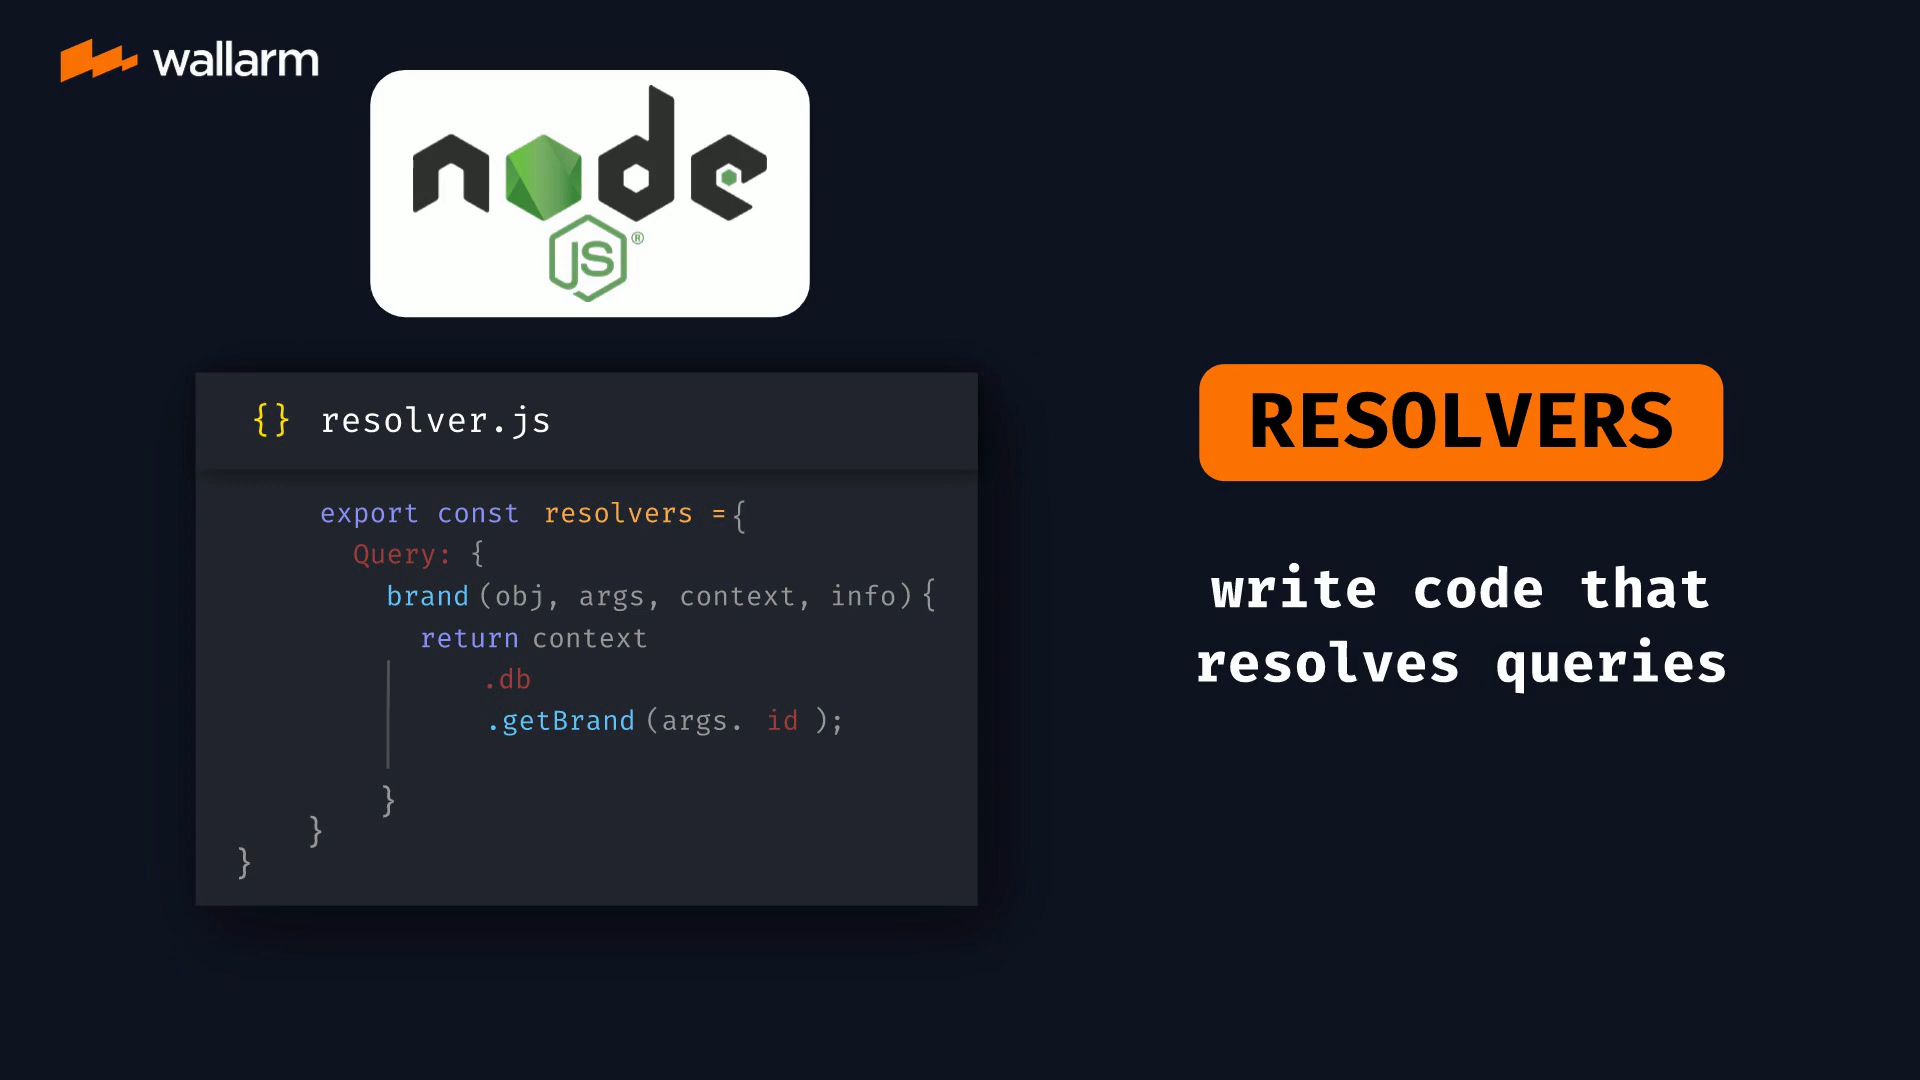 wallarm
node
JS®
{} resolver.js
export const resolvers ={
Query: {
brand (obj, args, context, info) {
return context
.db
.getBrand (args. id );
}
}
}
RESOLVERS
write code that
resolves queries